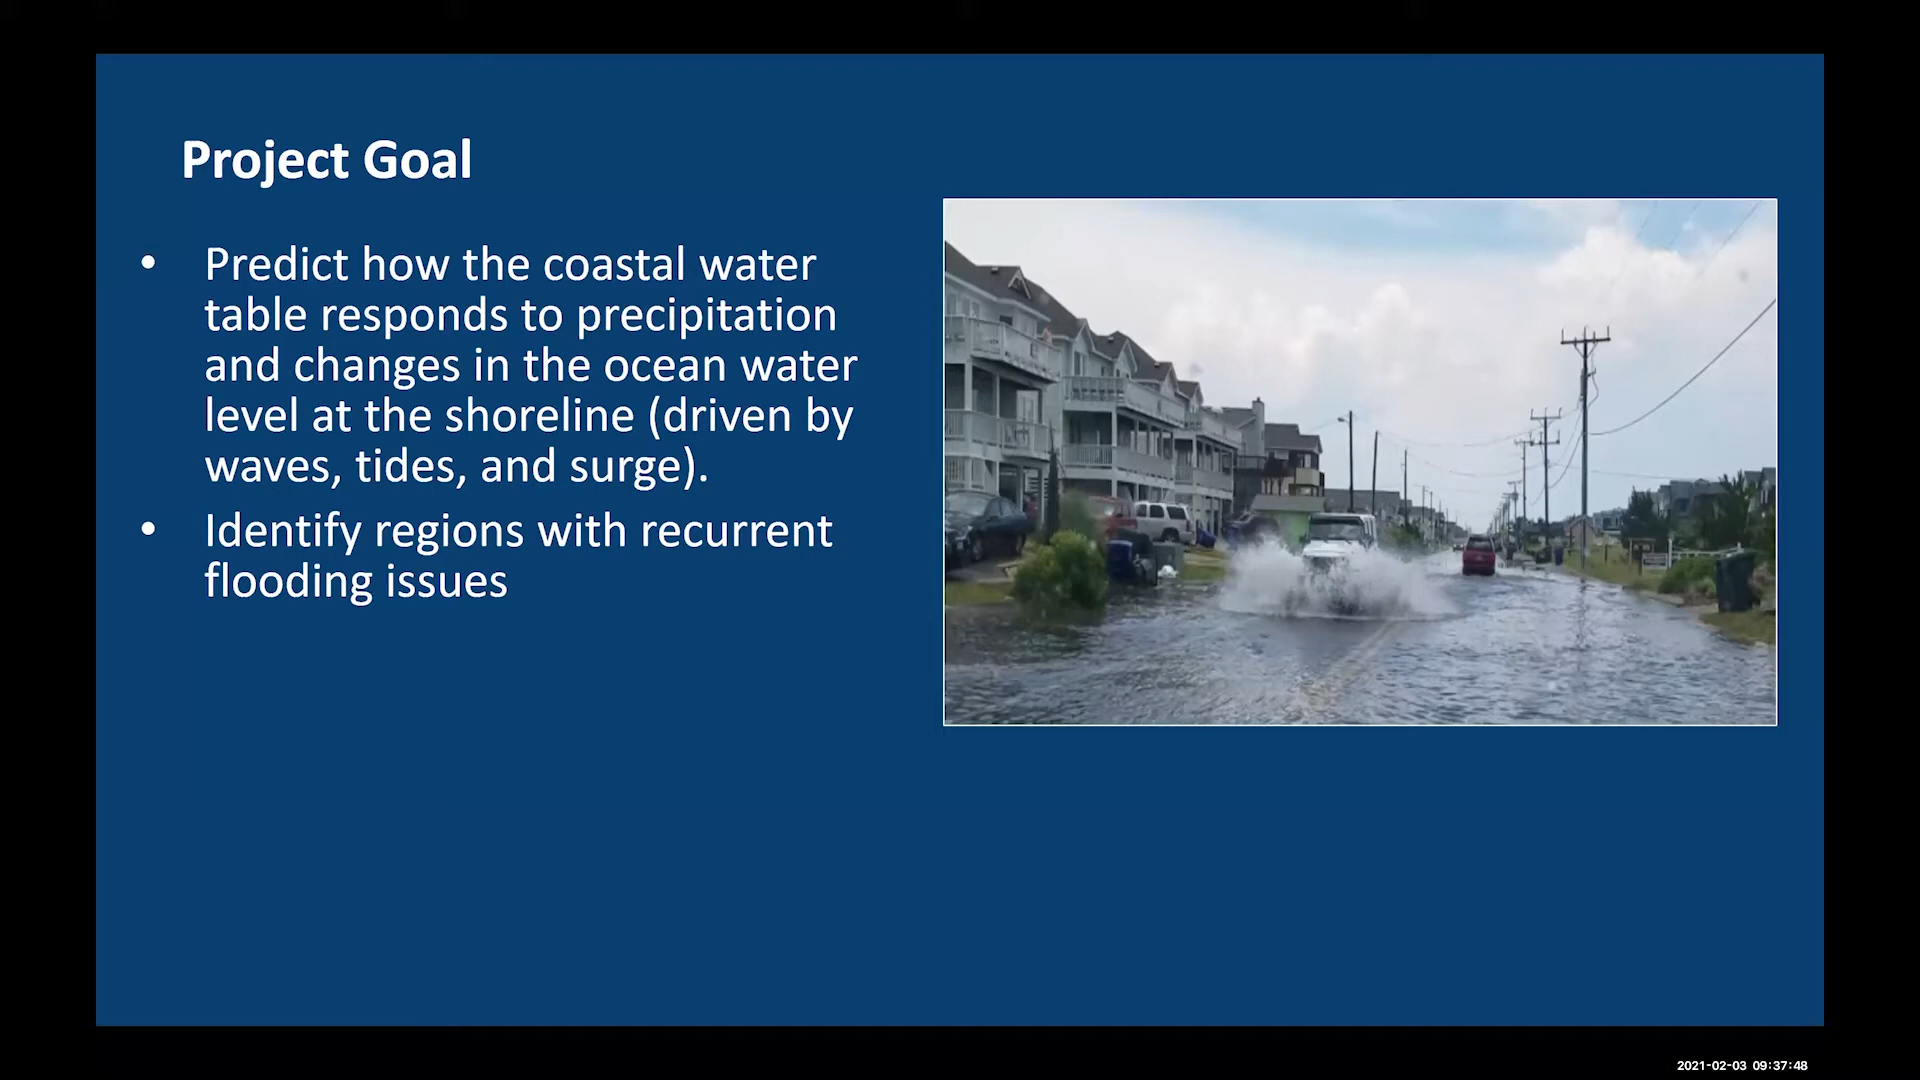 Project Goal
• Predict how the coastal water
table responds to precipitation
and changes in the ocean water
level at the shoreline (driven by
waves, tides, and surge).
• Identify regions with recurrent
flooding issues
2021-02-03 09:37:48